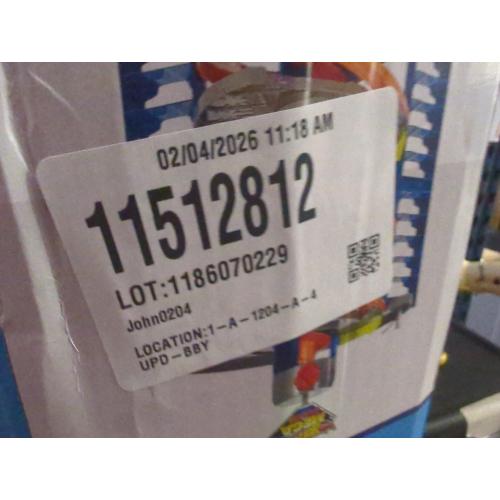 02/04/2026 11:18 AM
11512812
LOT:1186070229
John0204
LOCATION:1-A-1204-A-4
UPD-BBY